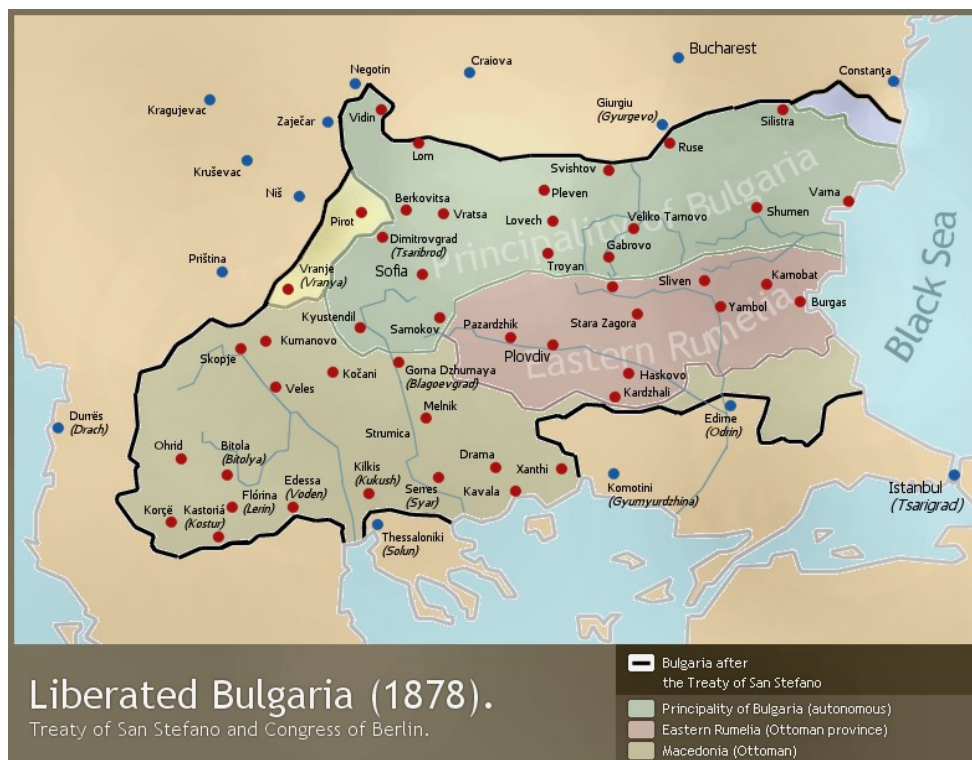 Bucharest
Craiova
Negotin
Constanţa
Kragujevac
Giurgiu
(Gyurgevo)
Vidin
Silistra
Zaječar
Lom
Ruse
Kruševac
Svishtov
Niš
Pleven
Berkovitsa
Vratsa
Varna
Shumen
Pirot
Lovech
Veliko Tarnovo
Principality of Bulgaria
Dimitrovgrad
(Tsaribrod)
Gabrovo
Priština
Vranje
(Vranya)
Sofia
Troyan
Black Sea
Sliven
Karnobat
Burgas
Yambol
Kyustendil
Samokov
Pazardzhik
Stara Zagora
Eastern Rumelia
Skopje
Kumanovo
Plovdiv
Kočani
Gorna Dzhumaya
(Blagoevgrad)
Haskovo
Veles
Kardzhali
Melnik
Durrës
(Drach)
Edirne
(Odrin)
Strumica
Ohrid
Bitola
(Bitolya)
Drama
Xanthi
Edessa
(Voden)
Kilkis
(Kukush)
Serres
(Syar)
Kavala
Komotini
(Gyumyurdzhina)
Istanbul
(Tsarigrad)
Korçë
Kastoriá
(Kostur)
Flórina
(Lerin)
Thessaloniki
(Solun)
Liberated Bulgaria (1878).
Treaty of San Stefano and Congress of Berlin.
Bulgaria after
the Treaty of San Stefano
Principality of Bulgaria (autonomous)
Eastern Rumelia (Ottoman province)
Macedonia (Ottoman)